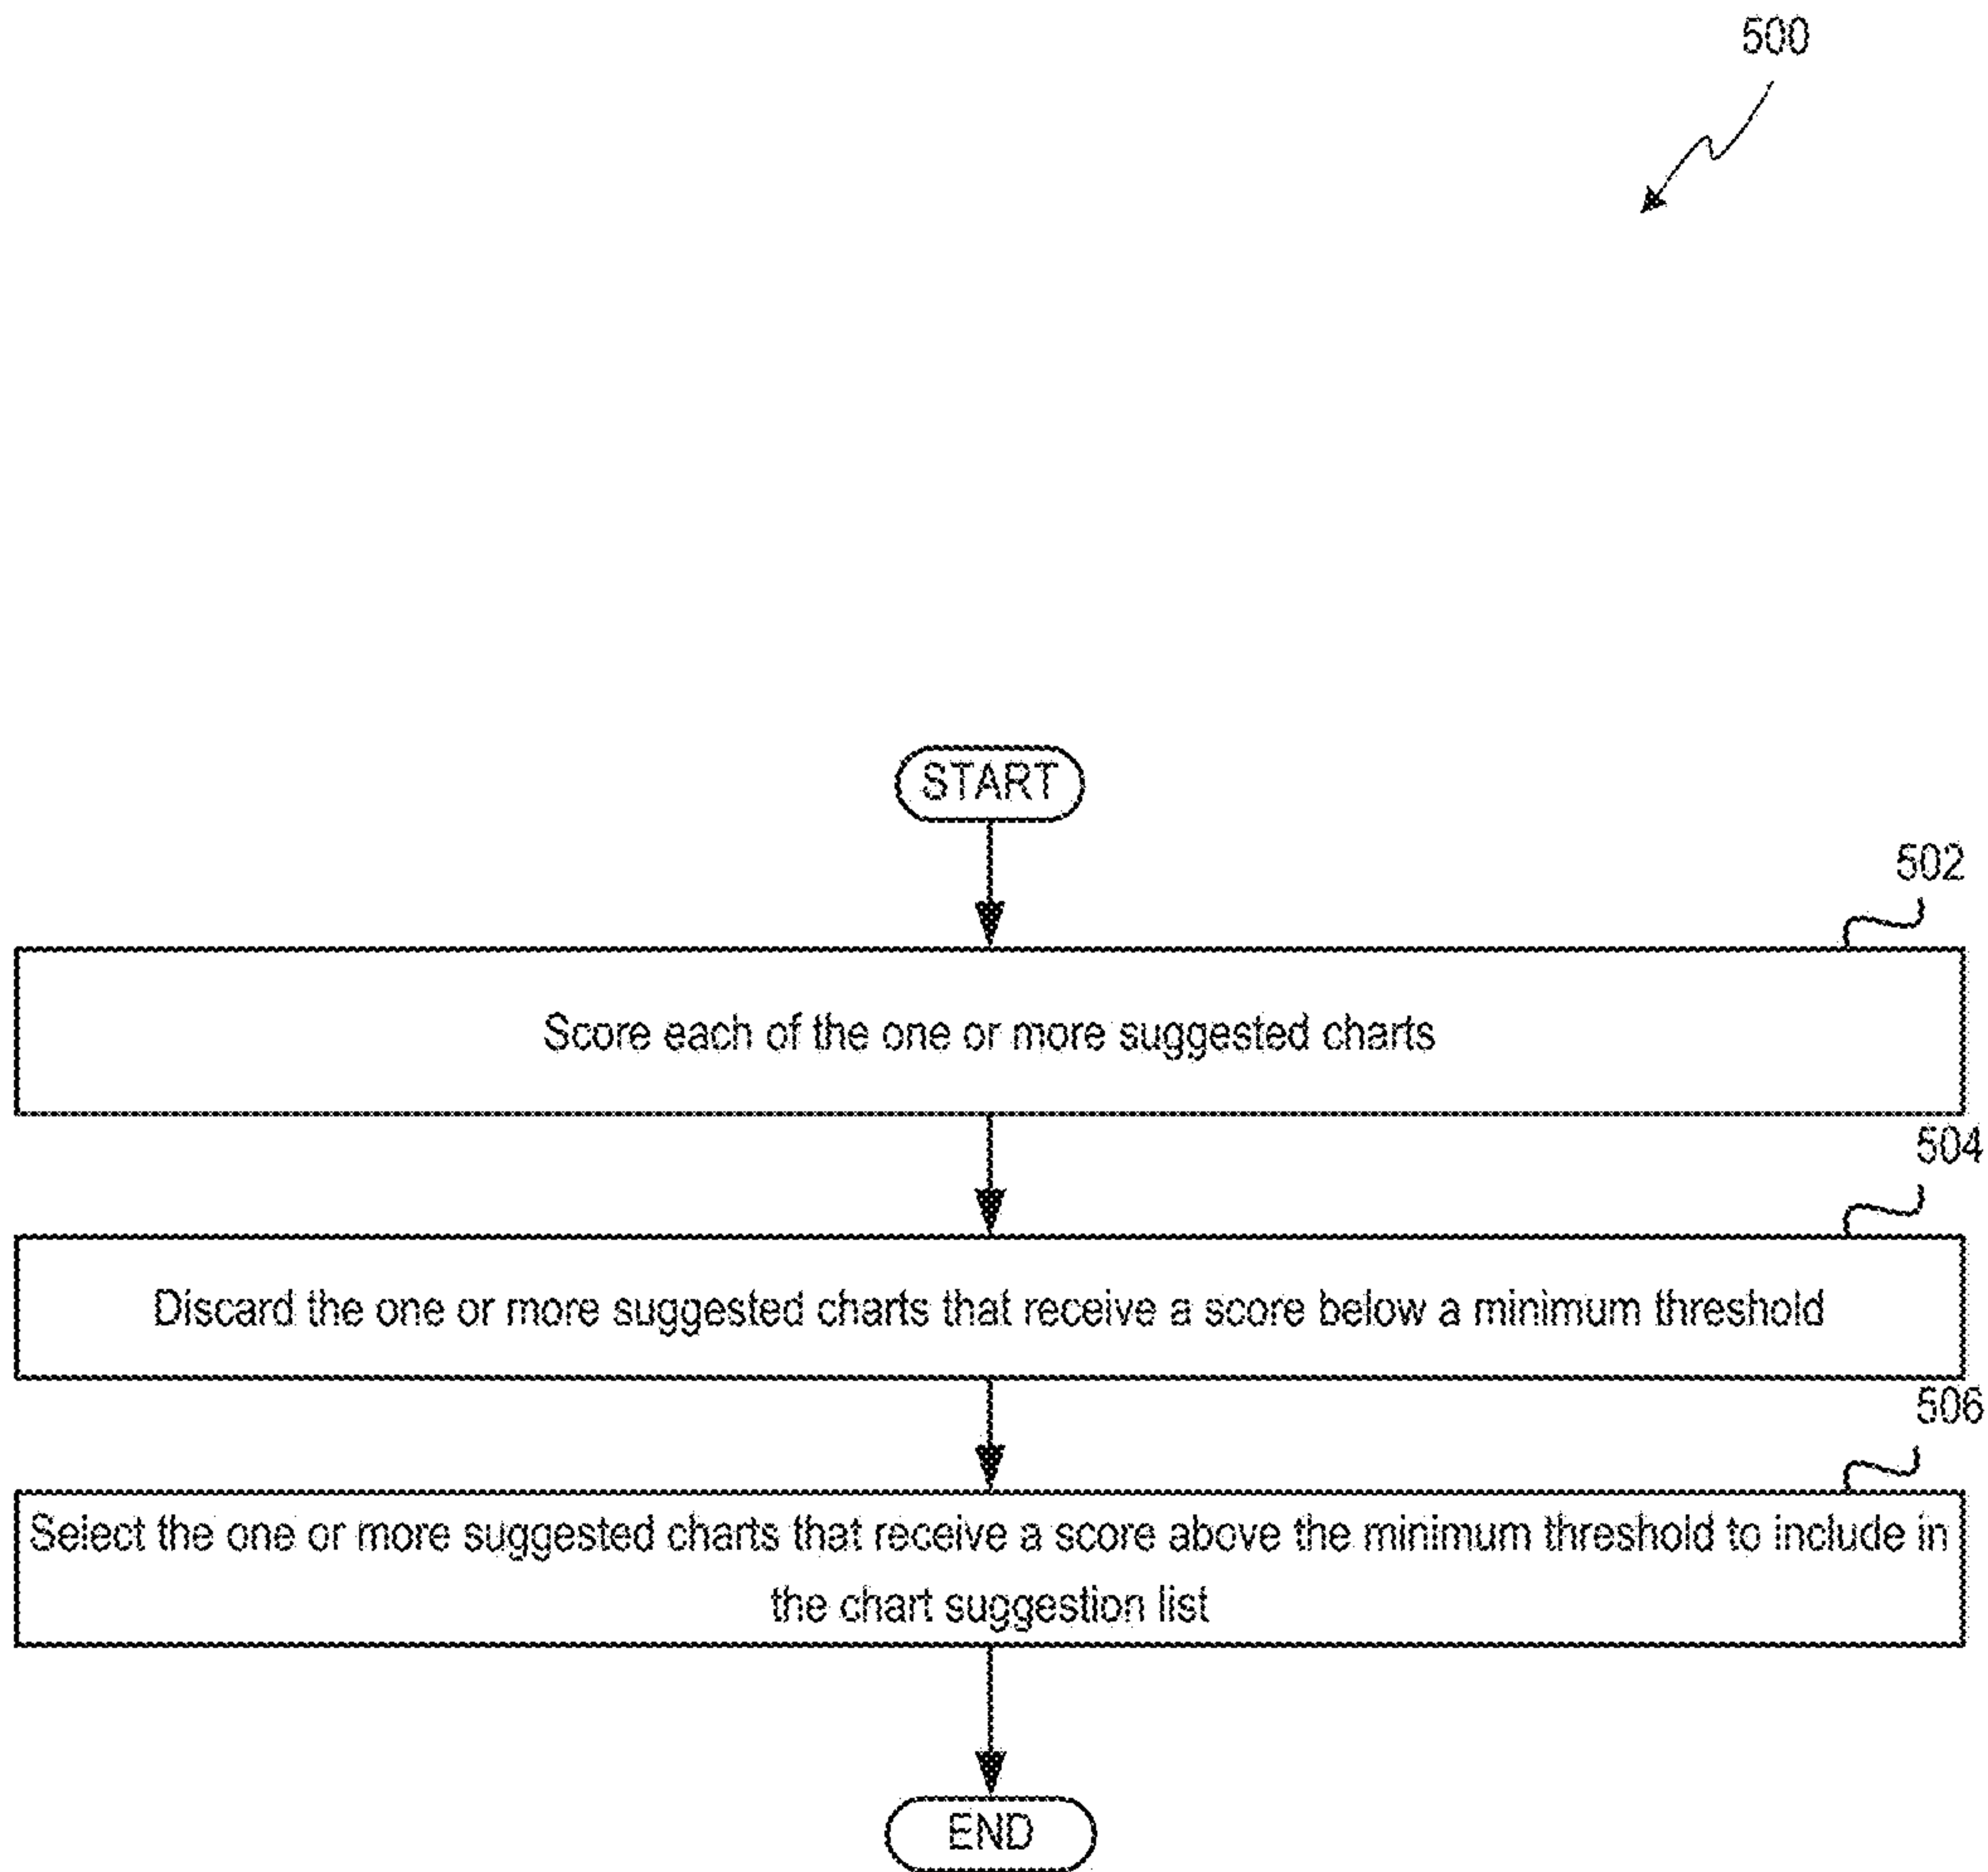 500
START
502
Score each of the one or more suggested charts
504
Discard the one or more suggested charts that receive a score below a minimum threshold
506
Select the one or more suggested charts that receive a score above the minimum threshold to include in
the chart suggestion list
END